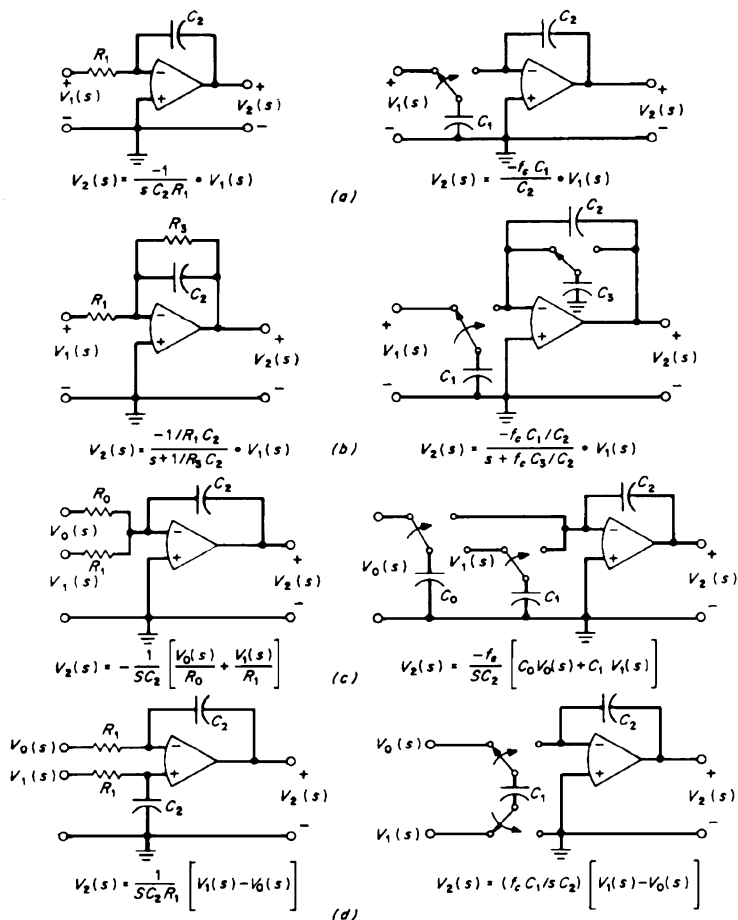 C₂
R₁
+ V₁(s) − − + + V₂(s) −
V₂(s) = −1 / sC₂R₁ • V₁(s)
C₂
+ V₁(s) − C₁ − + + V₂(s) −
V₂(s) = −f_c C₁ / C₂ • V₁(s)
(a)
R₃
C₂
R₁
+ V₁(s) − − + + V₂(s) −
V₂(s) = −1/R₁C₂ / s+1/R₃C₂ • V₁(s)
C₂
C₃
+ V₁(s) − C₁ − + + V₂(s) −
V₂(s) = −f_c C₁/C₂ / s + f_c C₃/C₂ • V₁(s)
(b)
R₀
C₂
V₀(s)
R₁
V₁(s) − + + V₂(s) −
V₂(s) = − 1 / SC₂ [ V₀(s) / R₀ + V₁(s) / R₁ ]
C₂
V₀(s) C₀ V₁(s) C₁ − + + V₂(s) −
V₂(s) = −f_c / SC₂ [ C₀V₀(s) + C₁ V₁(s) ]
(c)
C₂
V₀(s) R₁ −
V₁(s) R₁ + C₂ + V₂(s) −
V₂(s) = 1 / SC₂R₁ [ V₁(s) − V₀(s) ]
C₂
V₀(s) C₁ − + + V₂(s) −
V₁(s)
V₂(s) = (f_c C₁/sC₂) [ V₁(s) − V₀(s) ]
(d)